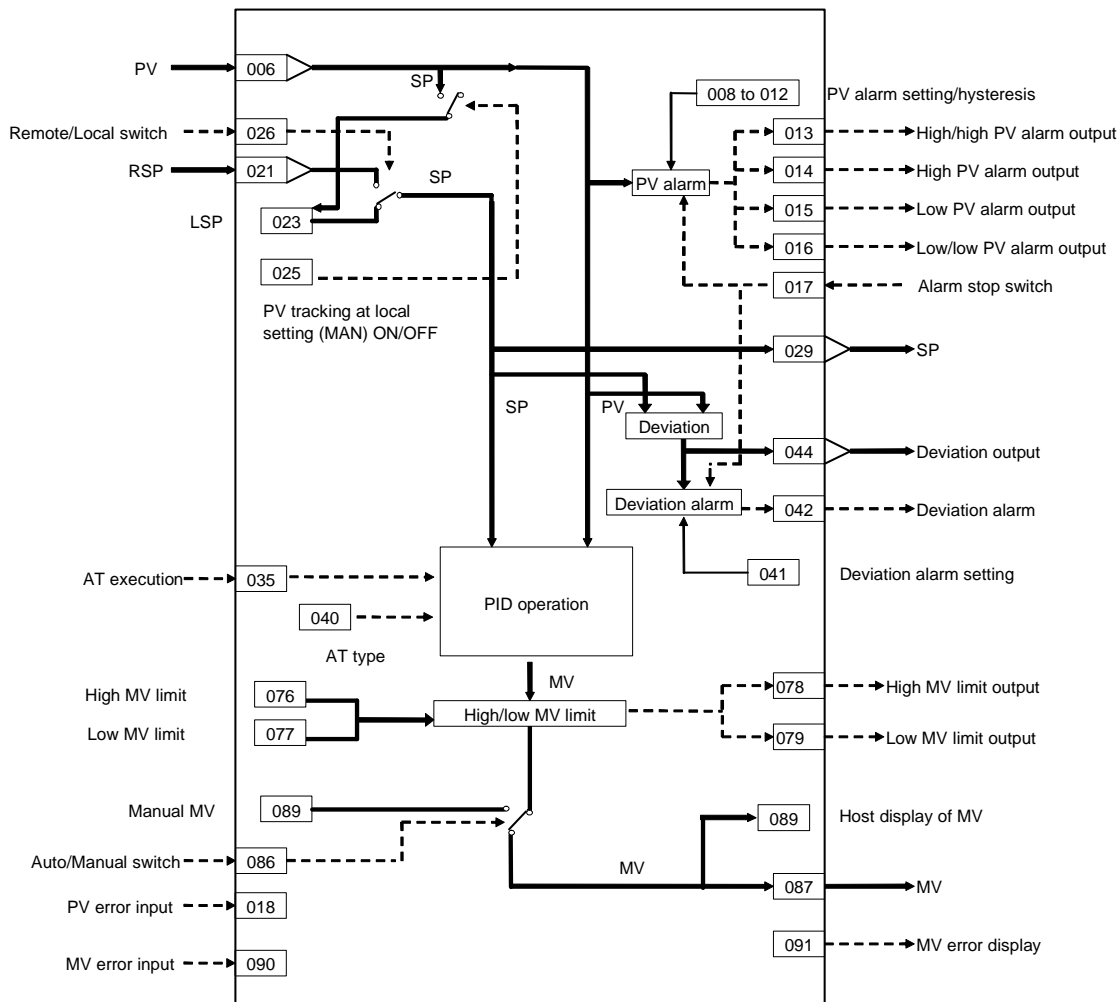 PV
006
SP
008 to 012
PV alarm setting/hysteresis
Remote/Local switch
026
013
High/high PV alarm output
RSP
021
SP
PV alarm
014
High PV alarm output
LSP
023
015
Low PV alarm output
016
Low/low PV alarm output
025
017
Alarm stop switch
PV tracking at local
setting (MAN) ON/OFF
029
SP
SP
PV
Deviation
044
Deviation output
Deviation alarm
042
Deviation alarm
AT execution
035
041
Deviation alarm setting
PID operation
040
AT type
MV
High MV limit
076
078
High MV limit output
High/low MV limit
Low MV limit
077
079
Low MV limit output
Manual MV
089
089
Host display of MV
Auto/Manual switch
086
MV
087
MV
PV error input
018
091
MV error display
MV error input
090